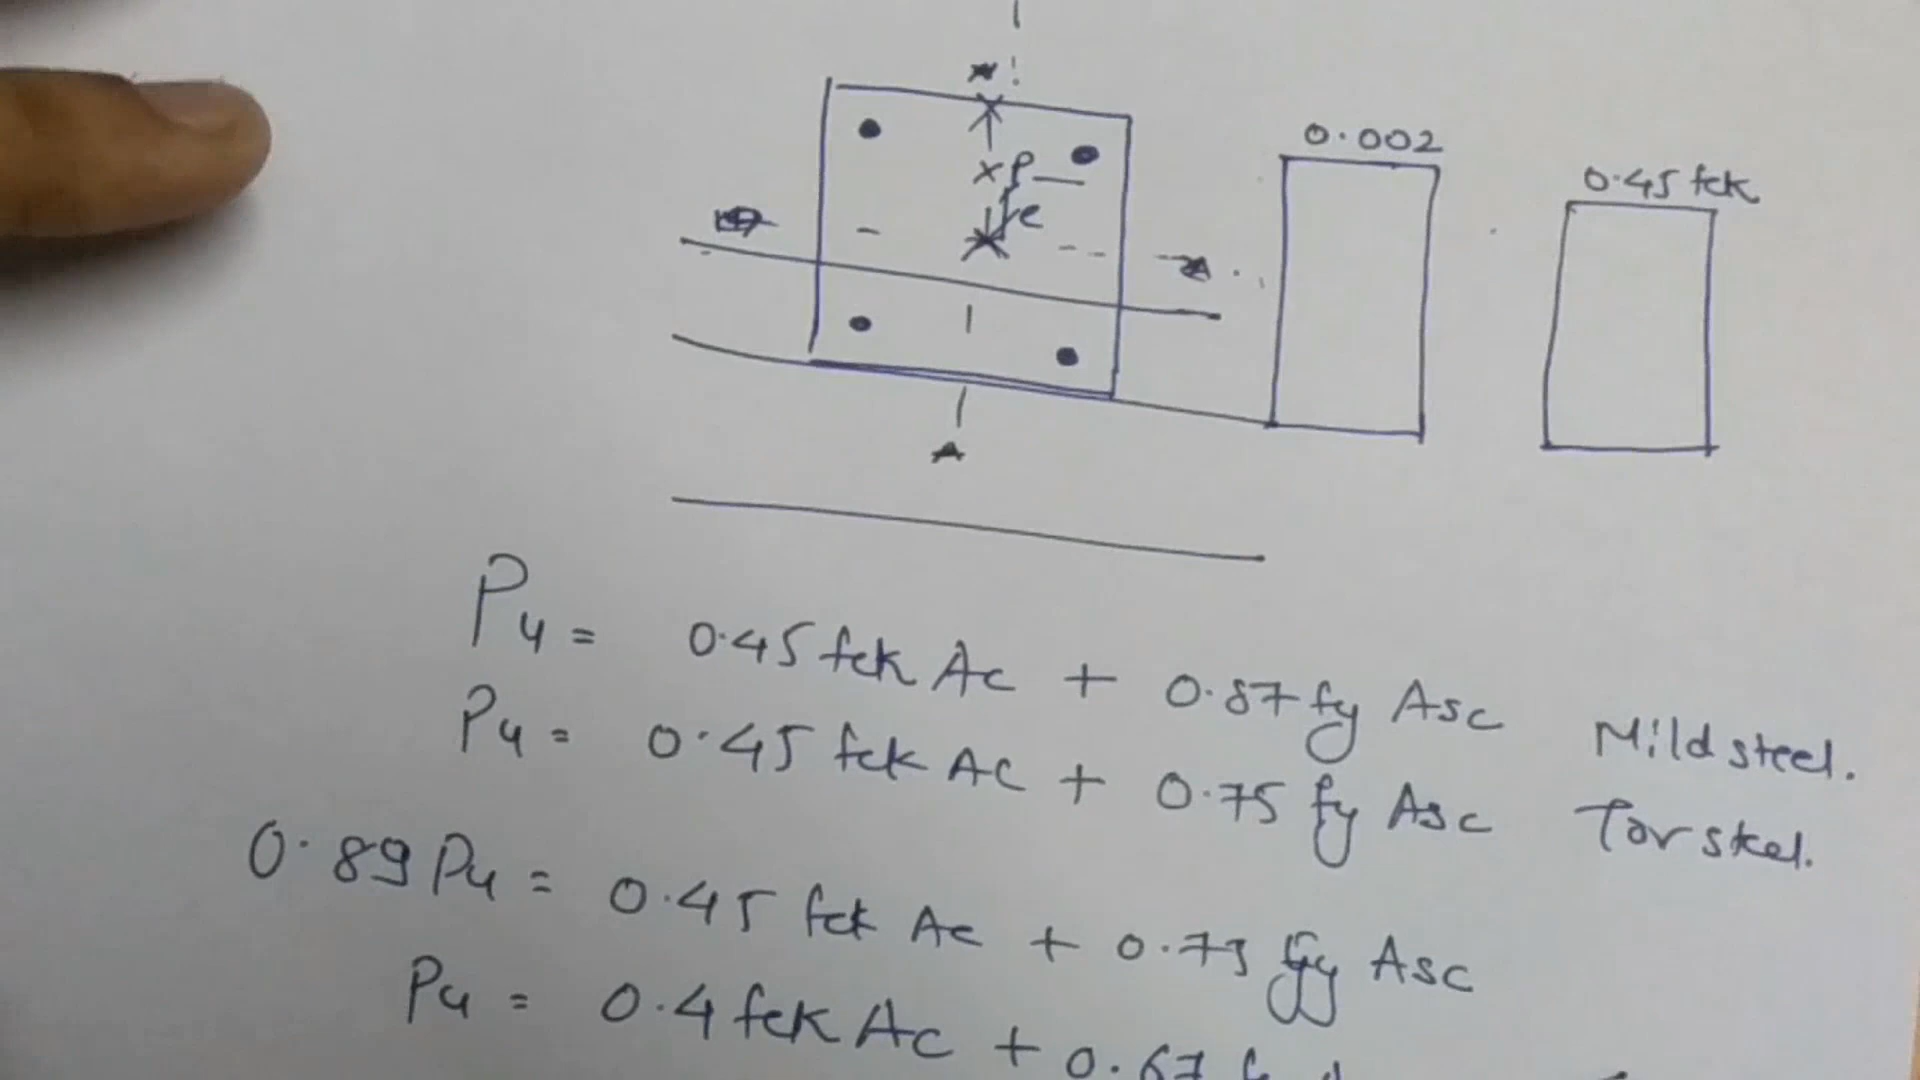 0.002
0.45 fck
P
e
Pu = 0.45 fck Ac + 0.87 fy Asc Mild steel.
Pu = 0.45 fck Ac + 0.75 fy Asc Tor steel.
0.89 Pu = 0.45 fck Ac + 0.75 fy Asc
Pu = 0.4 fck Ac + 0.67